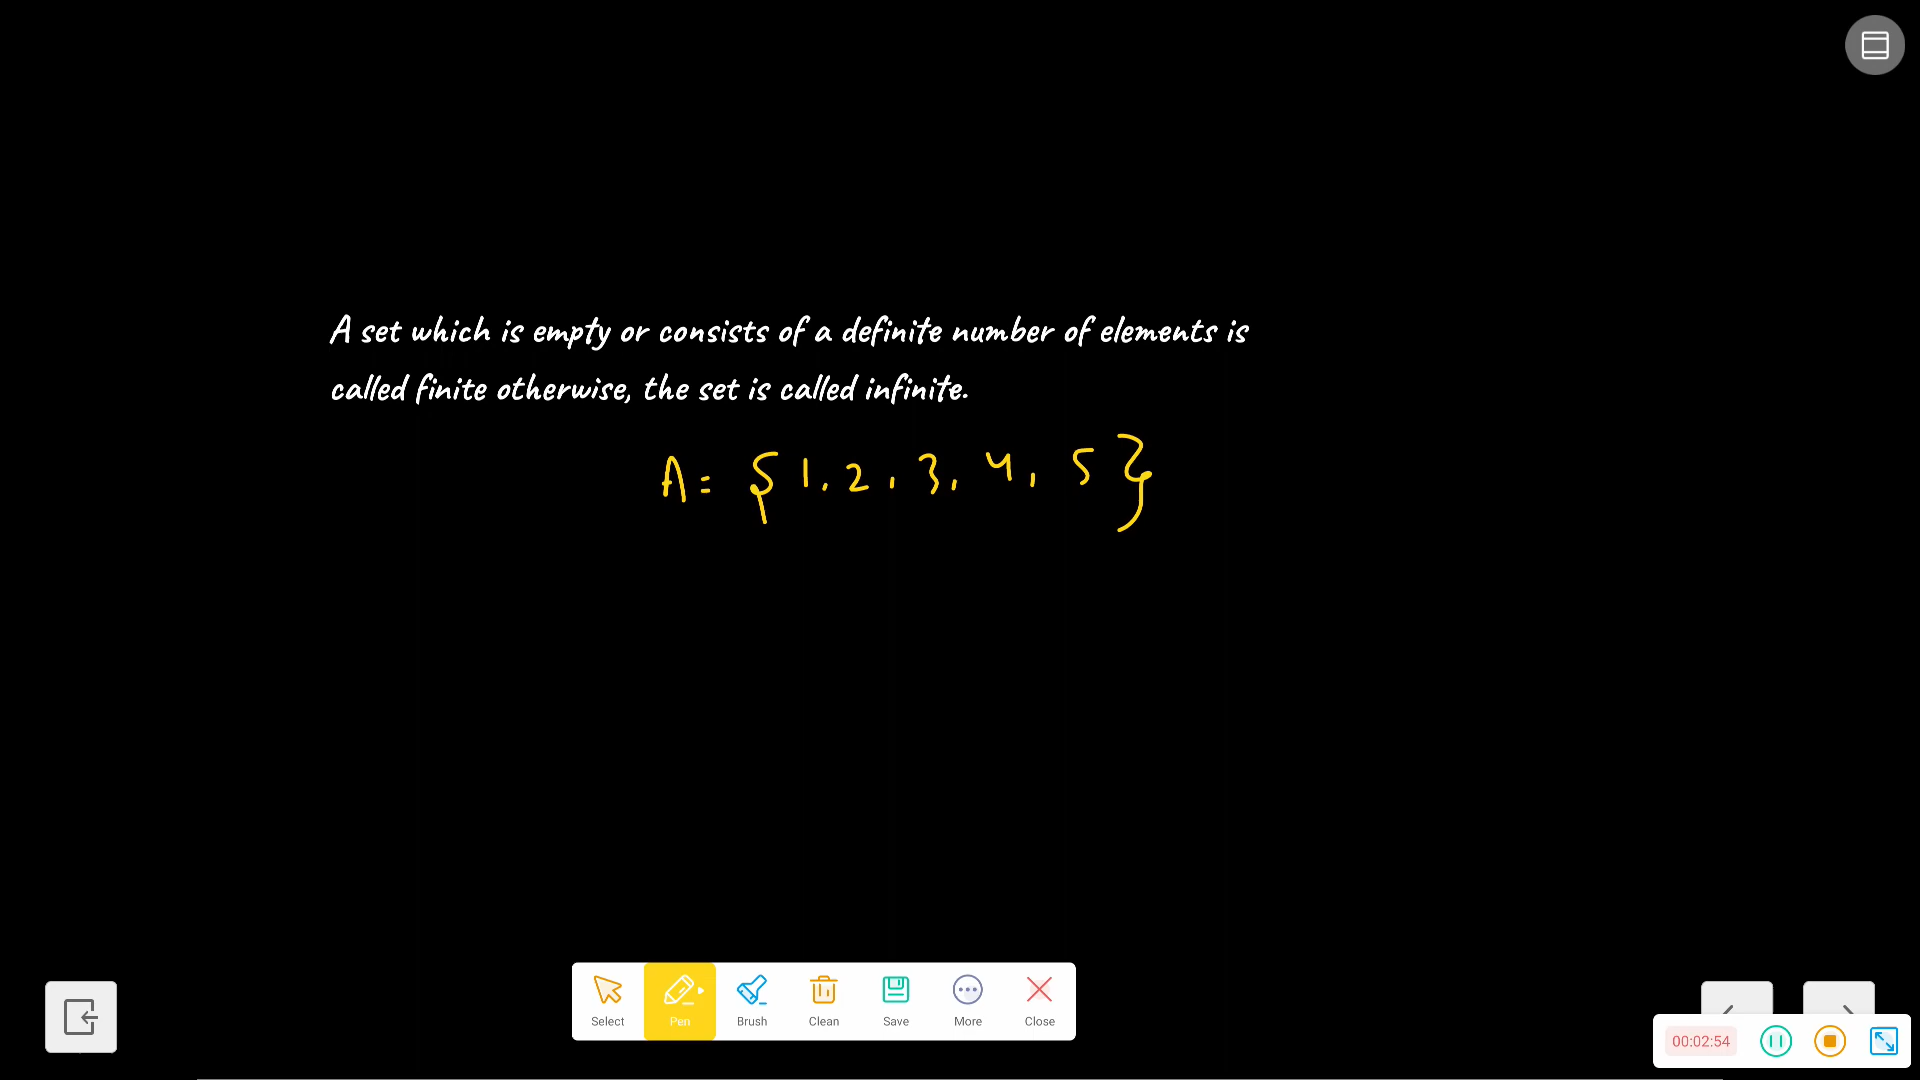 A set which is empty or consists of a definite number of elements is
called finite otherwise, the set is called infinite.
A = { 1, 2, 3, 4, 5 }
Select Pen Brush Clean Save More Close
00:02:54